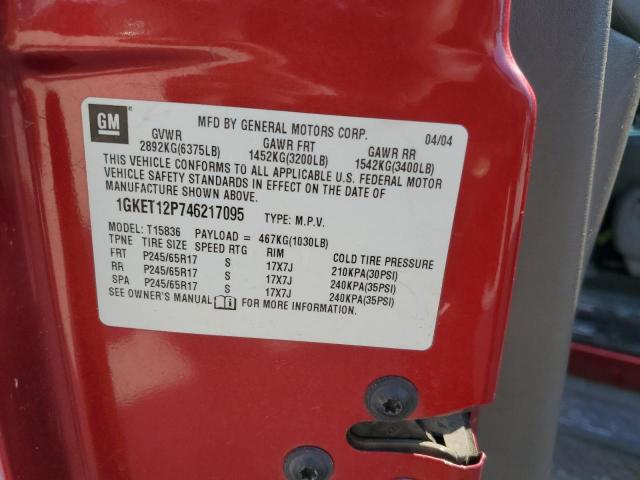 GM
MFD BY GENERAL MOTORS CORP. 04/04
GVWR GAWR FRT GAWR RR
2892KG(6375LB) 1452KG(3200LB) 1542KG(3400LB)
THIS VEHICLE CONFORMS TO ALL APPLICABLE U.S. FEDERAL MOTOR
VEHICLE SAFETY STANDARDS IN EFFECT ON THE DATE OF
MANUFACTURE SHOWN ABOVE.
1GKET12P746217095 TYPE: M.P.V.
MODEL: T15836 PAYLOAD = 467KG(1030LB)
TPNE TIRE SIZE SPEED RTG RIM COLD TIRE PRESSURE
FRT P245/65R17 S 17X7J 210KPA(30PSI)
RR P245/65R17 S 17X7J 240KPA(35PSI)
SPA P245/65R17 S 17X7J 240KPA(35PSI)
SEE OWNER'S MANUAL FOR MORE INFORMATION.